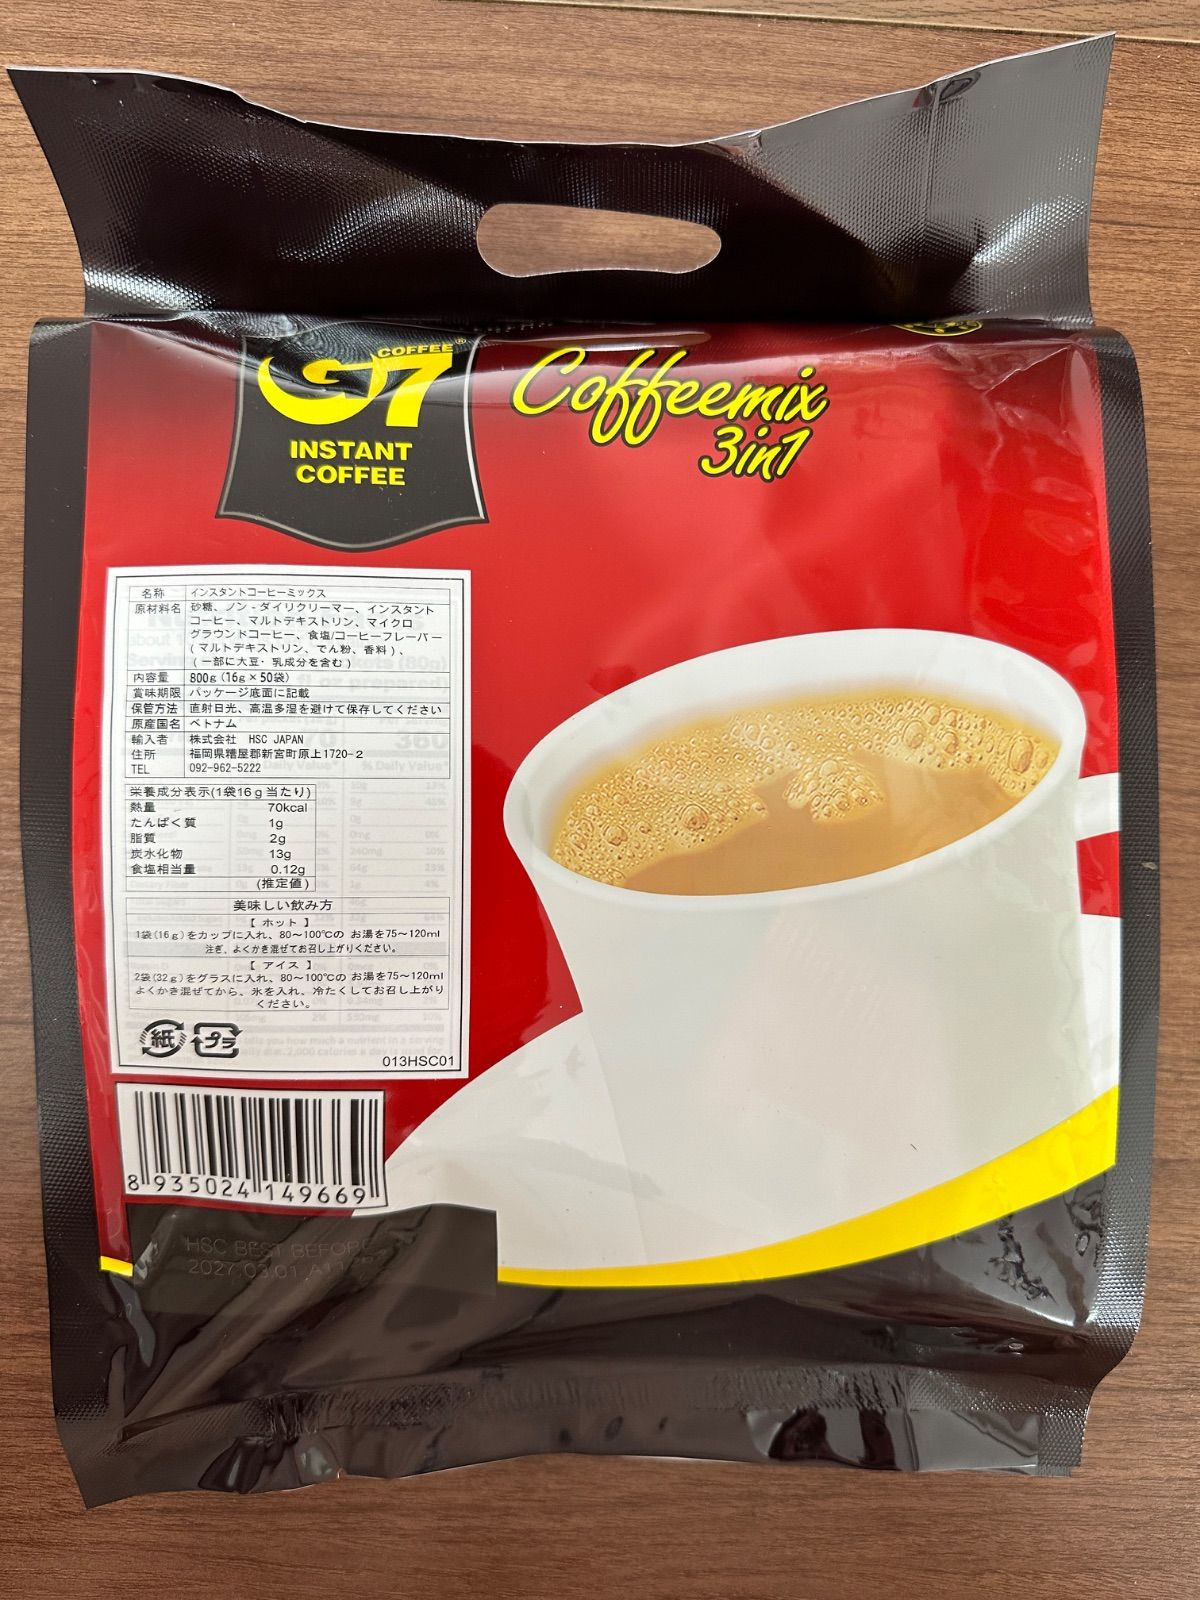 COFFEE®
G7
INSTANT
COFFEE
Coffeemix
3in1
名称 インスタントコーヒーミックス
原材料名 砂糖、ノン-ダイリクリーマー、インスタント
コーヒー、マルトデキストリン、マイクロ
グラウンドコーヒー、食塩/コーヒーフレーバー
(マルトデキストリン、でん粉、香料)、
(一部に大豆・乳成分を含む)
内容量 800g (16g×50袋)
賞味期限 パッケージ底面に記載
保管方法 直射日光、高温多湿を避けて保存してください
原産国名 ベトナム
輸入者 株式会社 HSC JAPAN
住所 福岡県糟屋郡新宮町原上1720-2
TEL 092-962-5222
栄養成分表示(1袋16g当たり)
熱量 70kcal
たんぱく質 1g
脂質 2g
炭水化物 13g
食塩相当量 0.12g
(推定値)
美味しい飲み方
【 ホット 】
1袋(16g)をカップに入れ、80~100℃の お湯を75~120ml
注ぎ、よくかき混ぜてお召し上がりください。
【 アイス 】
2袋(32g)をグラスに入れ、80~100℃の お湯を75~120ml
よくかき混ぜてから、氷を入れ、冷たくしてお召し上がり
ください。
紙 プラ
013HSC01
8 935024 149669
HSC BEST BEFORE
2027.03.01